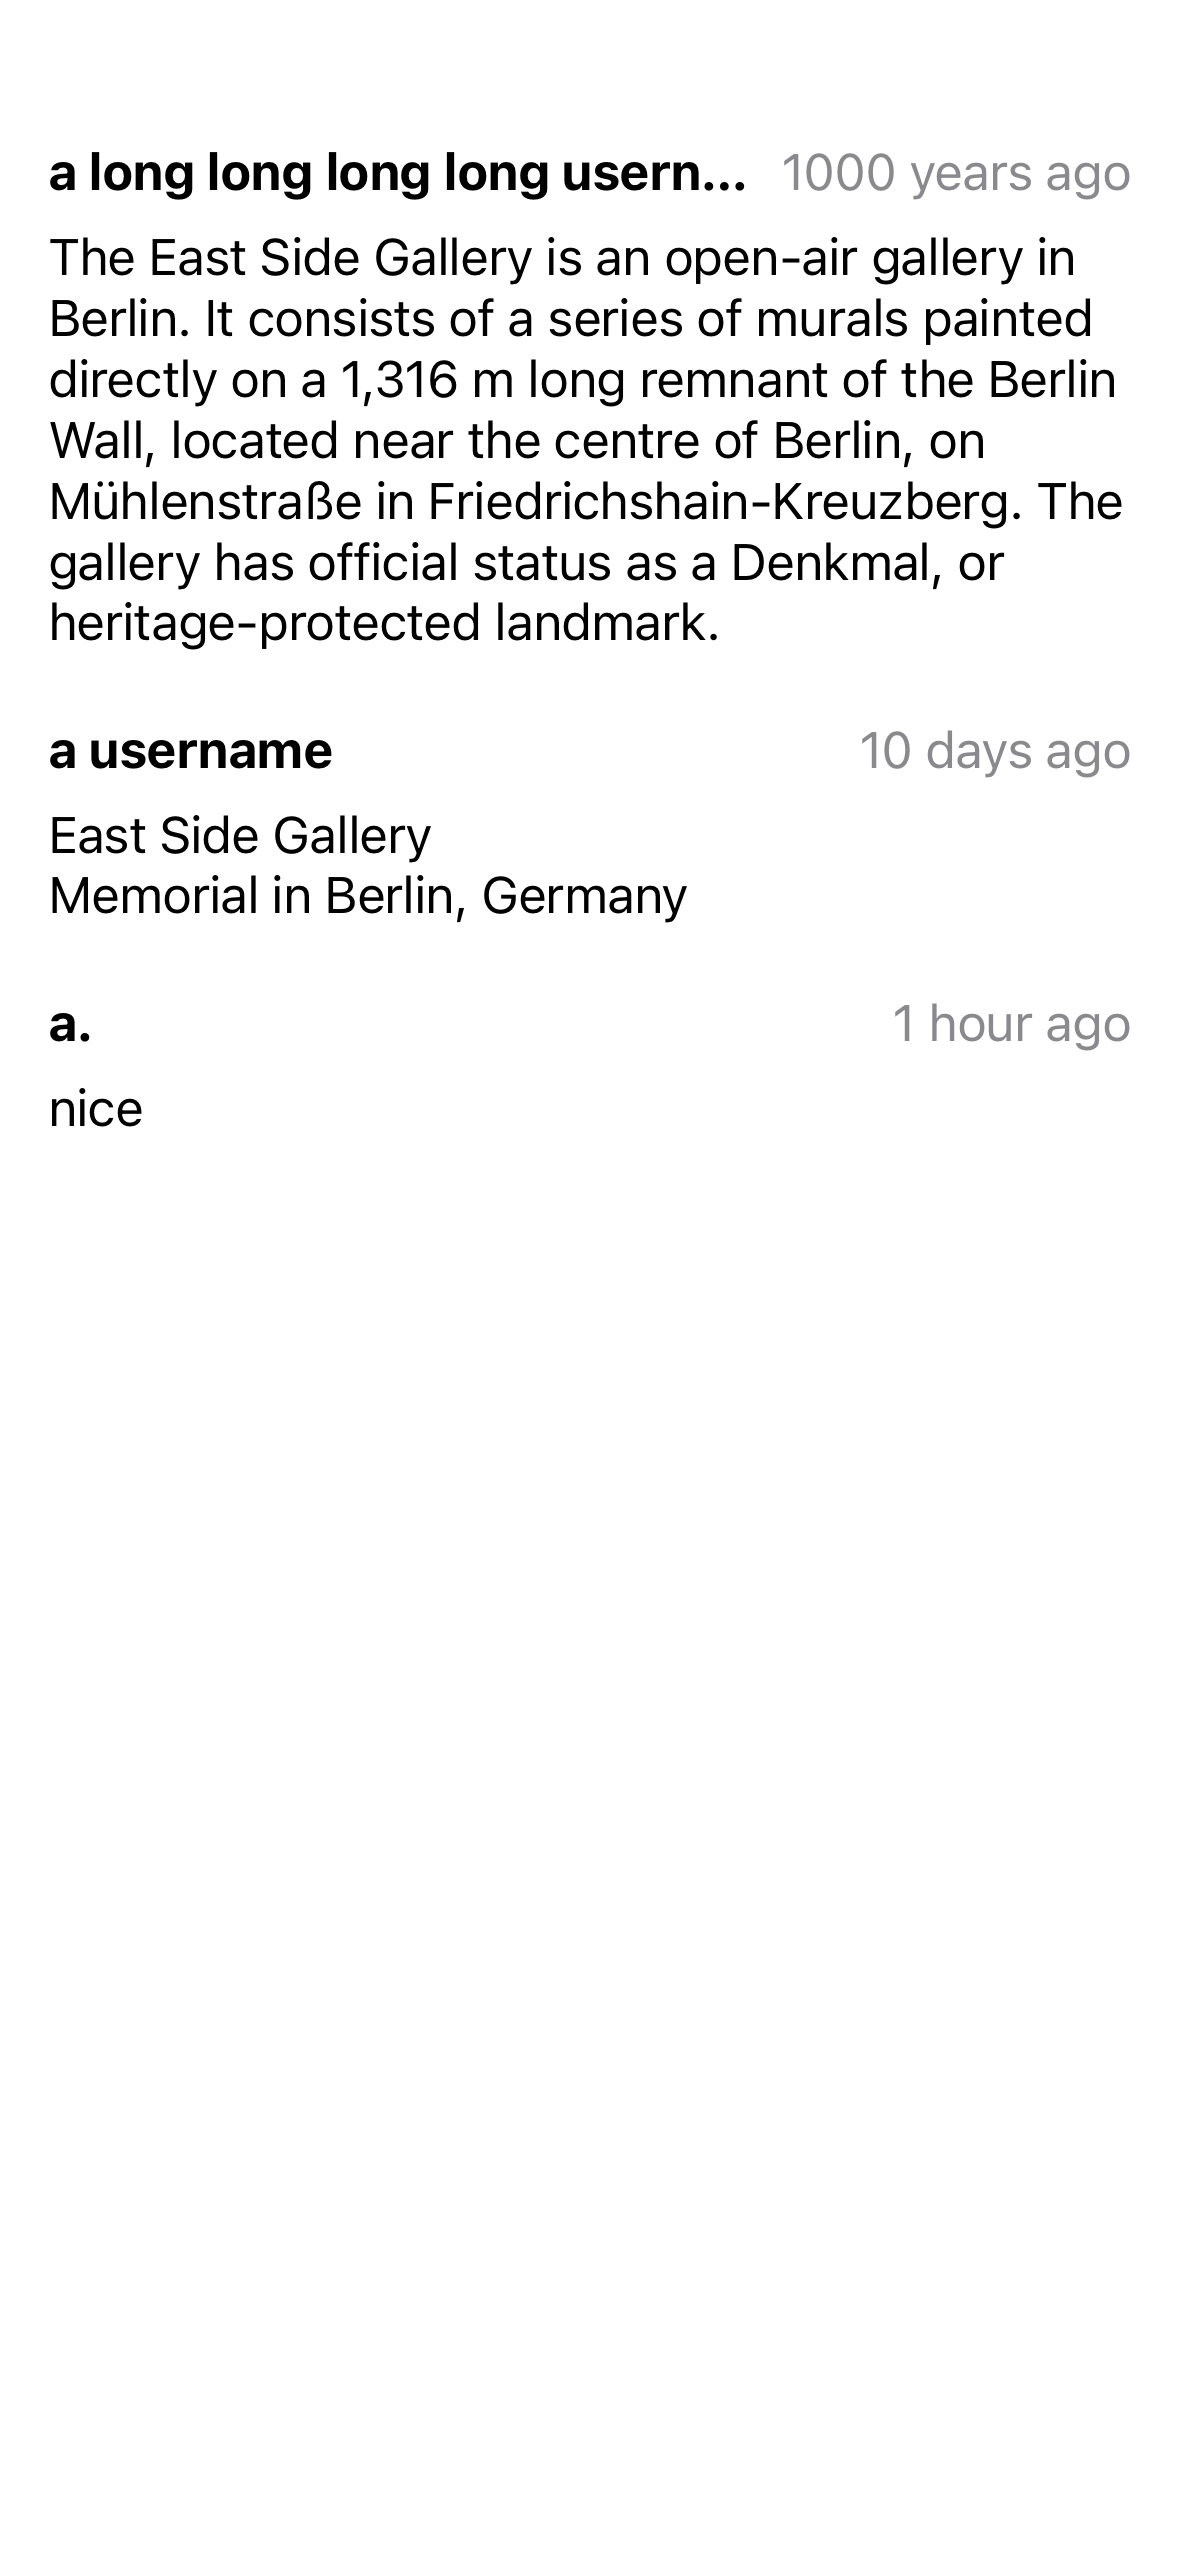 a long long long long usern... 1000 years ago
The East Side Gallery is an open-air gallery in
Berlin. It consists of a series of murals painted
directly on a 1,316 m long remnant of the Berlin
Wall, located near the centre of Berlin, on
Mühlenstraße in Friedrichshain-Kreuzberg. The
gallery has official status as a Denkmal, or
heritage-protected landmark.
a username 10 days ago
East Side Gallery
Memorial in Berlin, Germany
a. 1 hour ago
nice